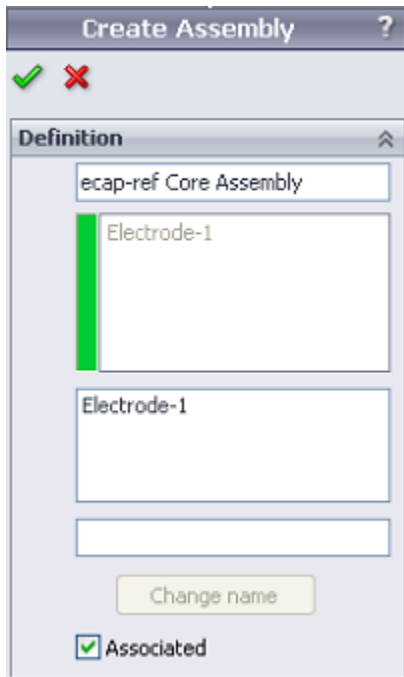 Create Assembly ?
Definition
ecap-ref Core Assembly
Electrode-1
Electrode-1
Change name
Associated